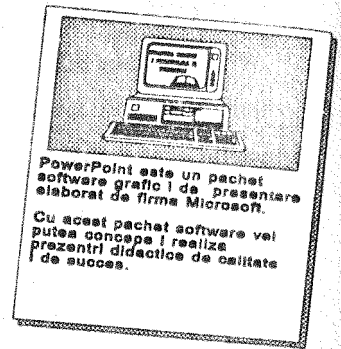 PowerPoint este un pachet
software grafic i de presentare
elaborat de firma Microsoft.
Cu acest pachet software vei
putea concepe i realiza
prezentri didactice de calitate
i de succes.